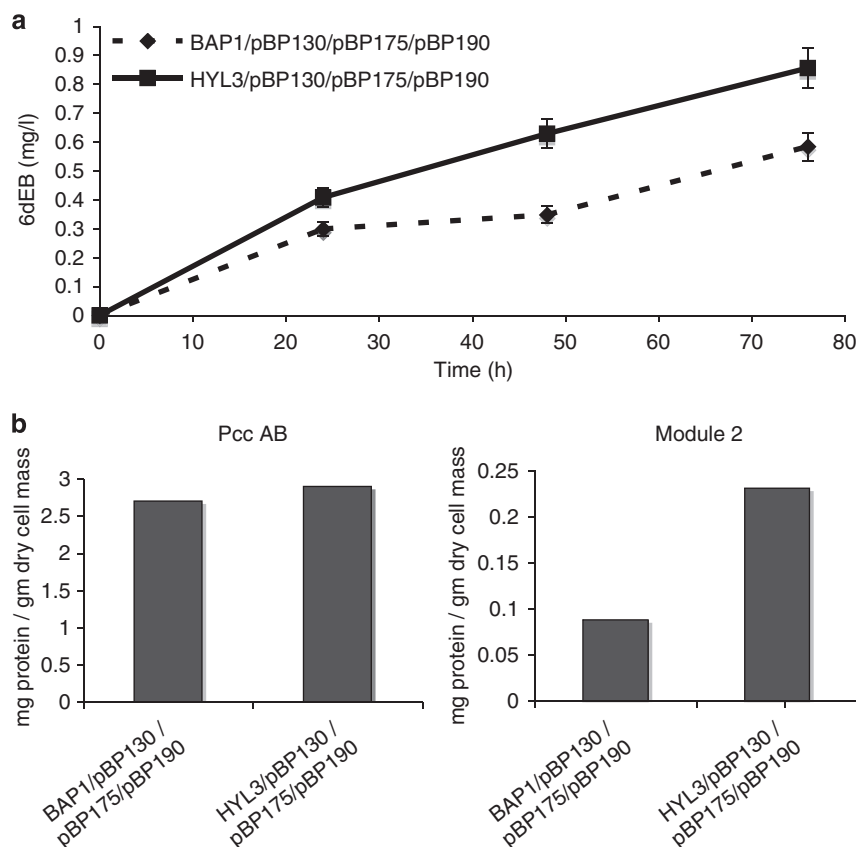 a
1
0.9
0.8
0.7
0.6
0.5
0.4
0.3
0.2
0.1
0
6dEB (mg/l)
BAP1/pBP130/pBP175/pBP190
HYL3/pBP130/pBP175/pBP190
0 10 20 30 40 50 60 70 80
Time (h)
b
Pcc AB
mg protein / gm dry cell mass
3
2.5
2
1.5
1
0.5
0
BAP1/pBP130 /
pBP175/pBP190
HYL3/pBP130 /
pBP175/pBP190
Module 2
mg protein / gm dry cell mass
0.25
0.2
0.15
0.1
0.05
0
BAP1/pBP130 /
pBP175/pBP190
HYL3/pBP130 /
pBP175/pBP190